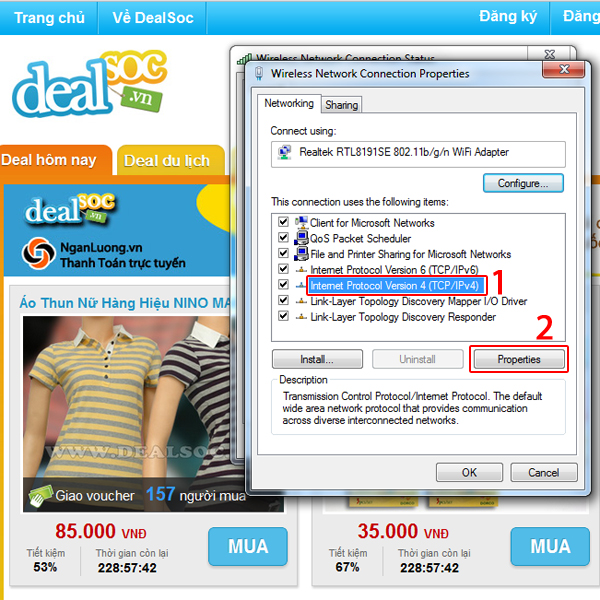 Trang chủ
Về DealSoc
Đăng ký
Đăng
deal soc .vn
Wireless Network Connection Status
Wireless Network Connection Properties
Networking
Sharing
Connect using:
Realtek RTL8191SE 802.11b/g/n WiFi Adapter
Configure...
This connection uses the following items:
Client for Microsoft Networks
QoS Packet Scheduler
File and Printer Sharing for Microsoft Networks
Internet Protocol Version 6 (TCP/IPv6)
Internet Protocol Version 4 (TCP/IPv4)
1
Link-Layer Topology Discovery Mapper I/O Driver
Link-Layer Topology Discovery Responder
2
Install...
Uninstall
Properties
Description
Transmission Control Protocol/Internet Protocol. The default
wide area network protocol that provides communication
across diverse interconnected networks.
OK
Cancel
Deal hôm nay
Deal du lịch
deal soc .vn
NganLuong.vn
Thanh Toán trực tuyến
Áo Thun Nữ Hàng Hiệu NINO MA
WWW.DEALSOC
Giao voucher
157 người mua
85.000 VNĐ
Tiết kiệm
53%
Thời gian còn lại
228:57:42
MUA
35.000 VNĐ
Tiết kiệm
67%
Thời gian còn lại
228:57:42
MUA